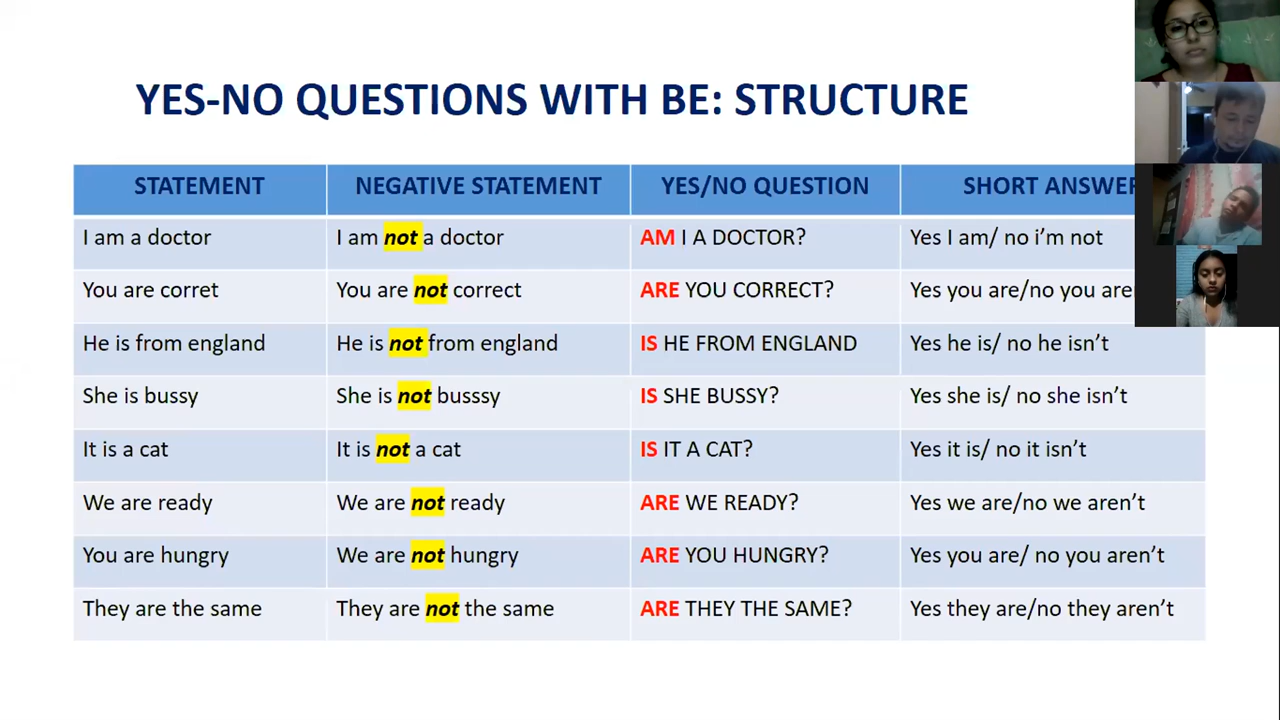 YES-NO QUESTIONS WITH BE: STRUCTURE
STATEMENT NEGATIVE STATEMENT YES/NO QUESTION SHORT
I am a doctor I am not a doctor AM I A DOCTOR? Yes I am/ no i’m not
You are corret You are not correct ARE YOU CORRECT? Yes you are/no you
He is from england He is not from england IS HE FROM ENGLAND Yes he is/ no he isn’t
She is bussy She is not busssy IS SHE BUSSY? Yes she is/ no she isn’t
It is a cat It is not a cat IS IT A CAT? Yes it is/ no it isn’t
We are ready We are not ready ARE WE READY? Yes we are/no we aren’t
You are hungry We are not hungry ARE YOU HUNGRY? Yes you are/ no you aren’t
They are the same They are not the same ARE THEY THE SAME? Yes they are/no they aren’t